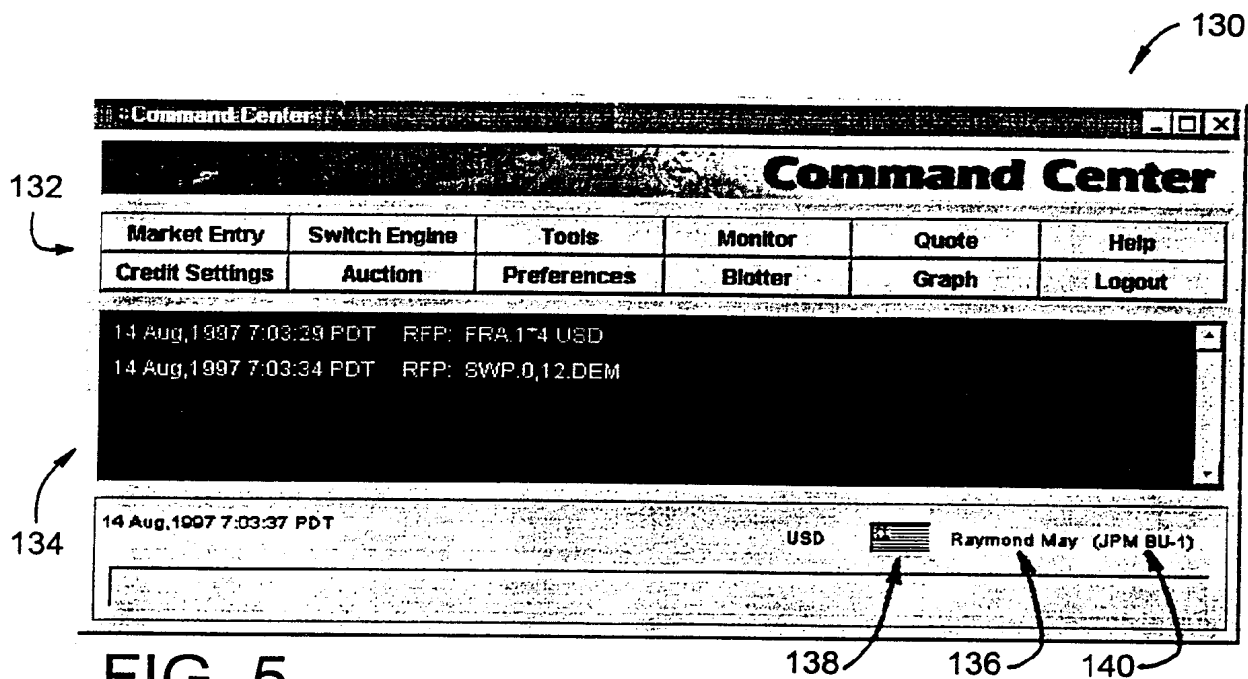 130
Command Center
Command Center
132
Market Entry Switch Engine Tools Monitor Quote Help
Credit Settings Auction Preferences Blotter Graph Logout
14 Aug,1997 7:03:29 PDT RFP: FRA.1*4.USD
14 Aug,1997 7:03:34 PDT RFP: SWP.0,12.DEM
134
14 Aug,1997 7:03:37 PDT
USD Raymond May (JPM BU-1)
138 136 140
FIG. 5